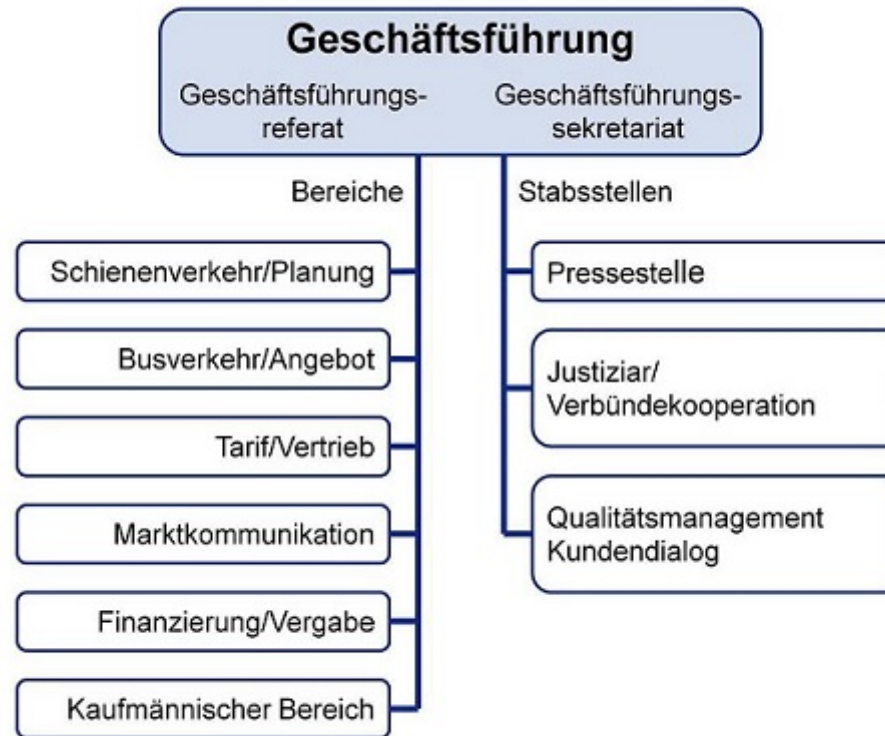 Geschäftsführung
Geschäftsführungs-
referat
Geschäftsführungs-
sekretariat
Bereiche
Schienenverkehr/Planung
Busverkehr/Angebot
Tarif/Vertrieb
Marktkommunikation
Finanzierung/Vergabe
Kaufmännischer Bereich
Stabsstellen
Pressestelle
Justiziar/
Verbündekooperation
Qualitätsmanagement
Kundendialog